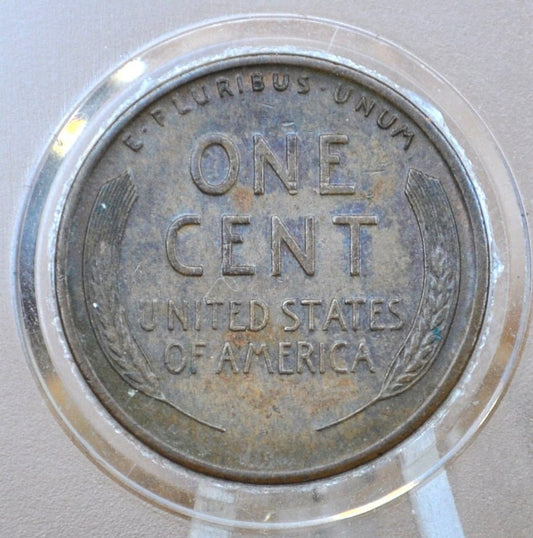 E·PLURIBUS·UNUM
ONE
CENT
UNITED STATES
OF AMERICA